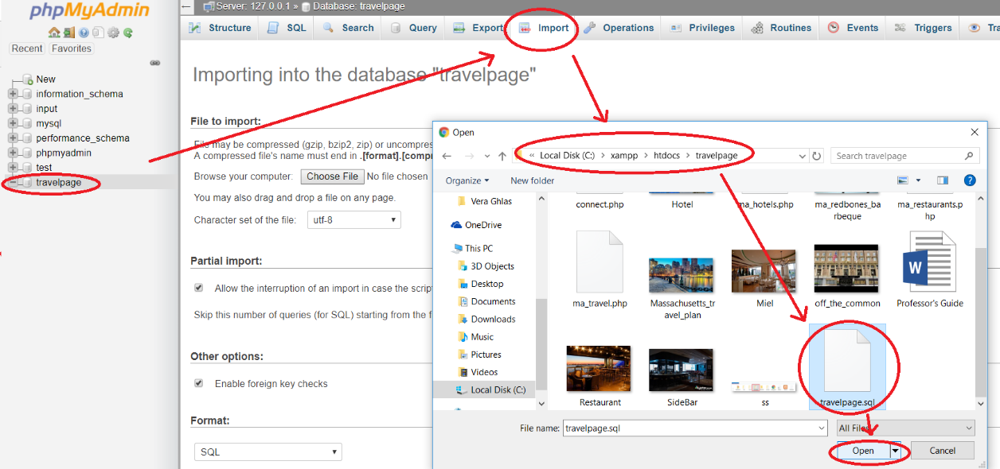 phpMyAdmin
Recent Favorites
New
information_schema
input
mysql
performance_schema
phpmyadmin
test
travelpage
Server: 127.0.0.1 » Database: travelpage
Structure SQL Search Query Export Import Operations Privileges Routines Events Triggers Tra
Importing into the database "travelpage"
File to import:
File may be compressed (gzip, bzip2, zip) or uncompres
A compressed file's name must end in .[format].[compr
Browse your computer: Choose File No file chosen
You may also drag and drop a file on any page.
Character set of the file: utf-8
Partial import:
Allow the interruption of an import in case the script
Skip this number of queries (for SQL) starting from the f
Other options:
Enable foreign key checks
Format:
SQL
Open
« Local Disk (C:) › xampp › htdocs › travelpage
Search travelpage
Organize New folder
Vera Ghlas
OneDrive
This PC
3D Objects
Desktop
Documents
Downloads
Music
Pictures
Videos
Local Disk (C:)
connect.php Hotel ma_hotels.php ma_redbones_ba ma_restaurants.p
rbeque hp
W
ma_travel.php Massachusetts_tr Miel off_the_common Professor's Guide
avel_plan
Restaurant SideBar ss travelpage.sql
File name: travelpage.sql All Files
Open Cancel